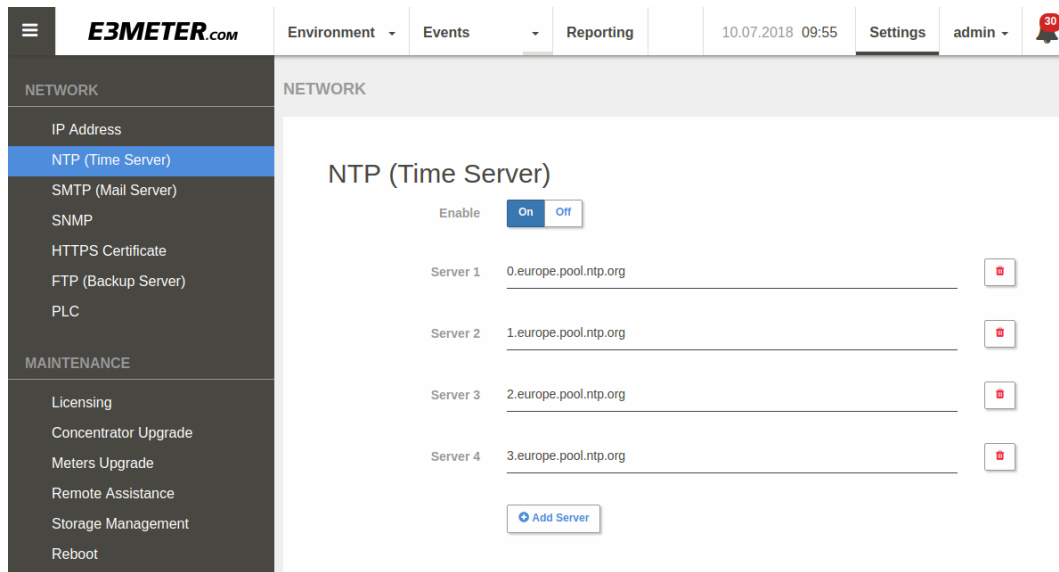 E3METER.COM
Environment
Events
Reporting
10.07.2018 09:55
Settings
admin
30
NETWORK
IP Address
NTP (Time Server)
SMTP (Mail Server)
SNMP
HTTPS Certificate
FTP (Backup Server)
PLC
MAINTENANCE
Licensing
Concentrator Upgrade
Meters Upgrade
Remote Assistance
Storage Management
Reboot
NETWORK
NTP (Time Server)
Enable On Off
Server 1 0.europe.pool.ntp.org
Server 2 1.europe.pool.ntp.org
Server 3 2.europe.pool.ntp.org
Server 4 3.europe.pool.ntp.org
Add Server